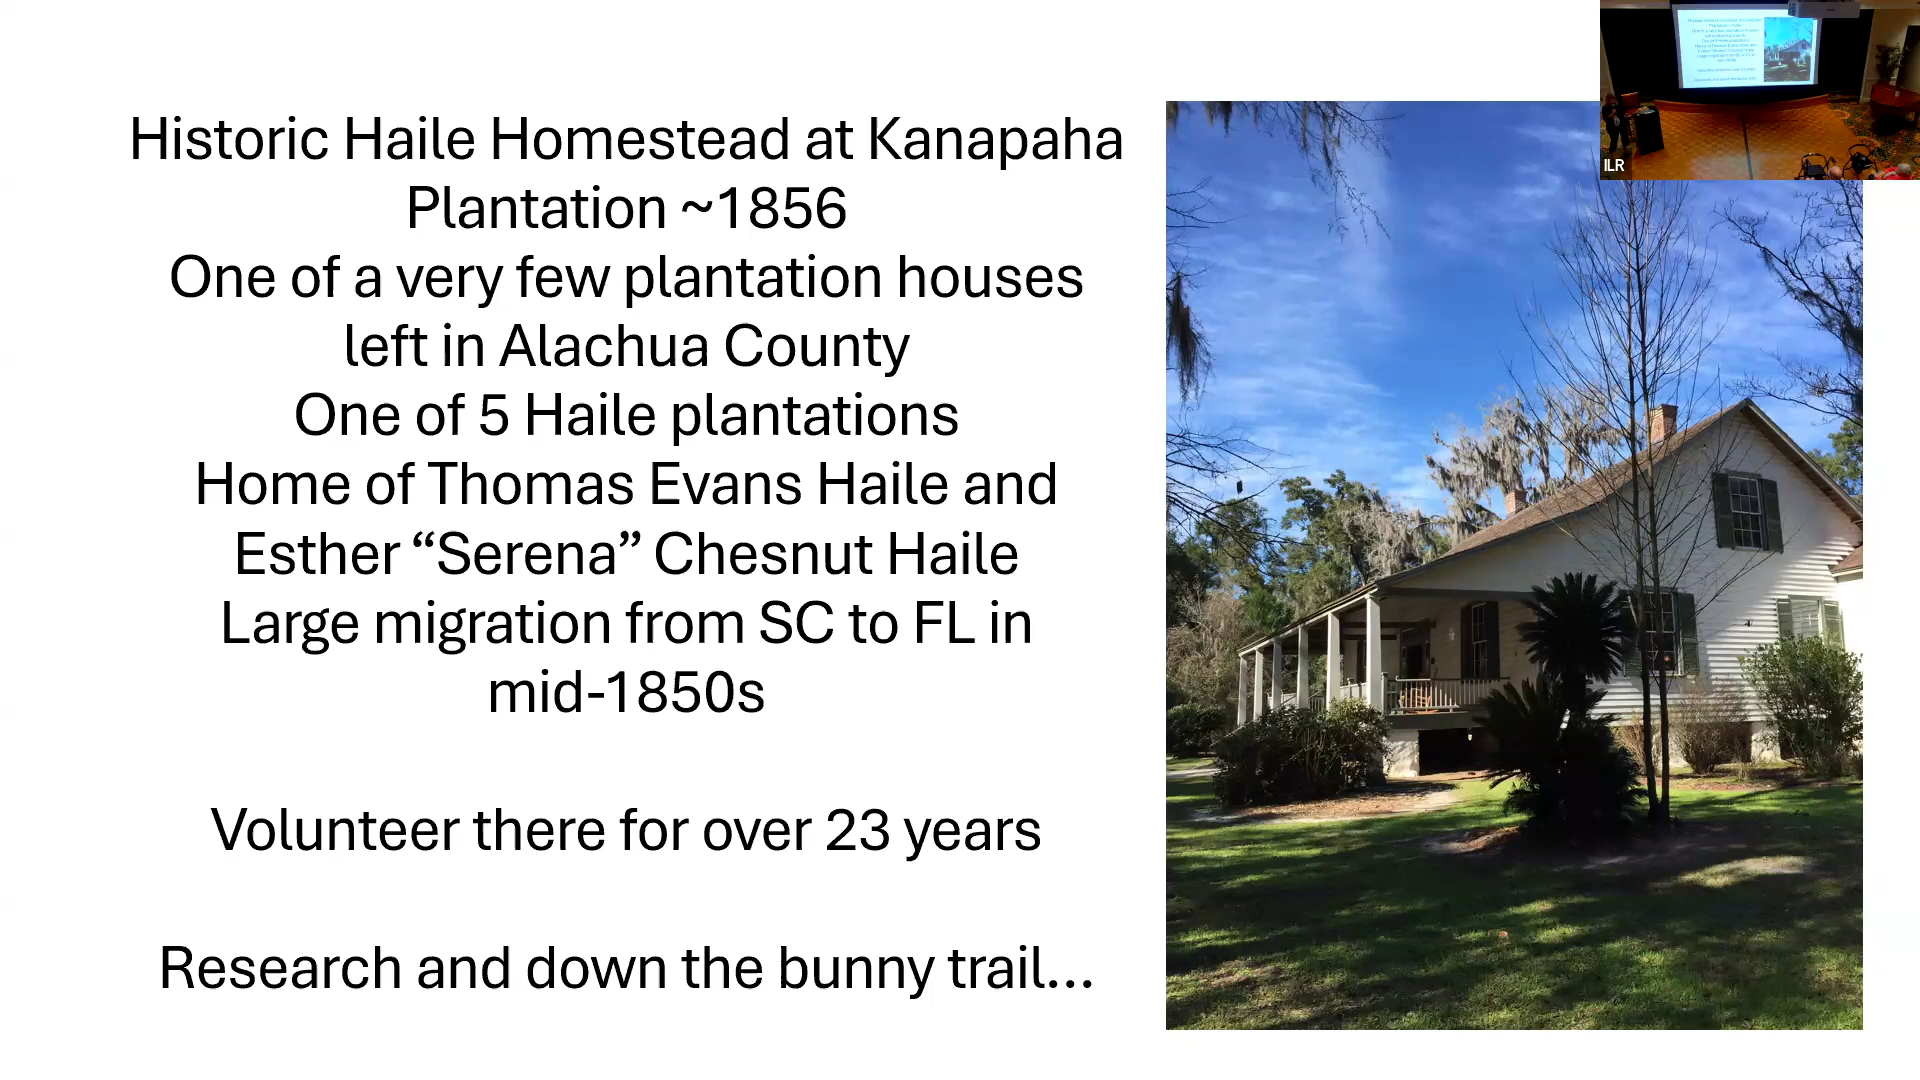 Historic Haile Homestead at Kanapaha
Plantation ~1856
One of a very few plantation houses
left in Alachua County
One of 5 Haile plantations
Home of Thomas Evans Haile and
Esther “Serena” Chesnut Haile
Large migration from SC to FL in
mid-1850s
Volunteer there for over 23 years
Research and down the bunny trail...
ILR